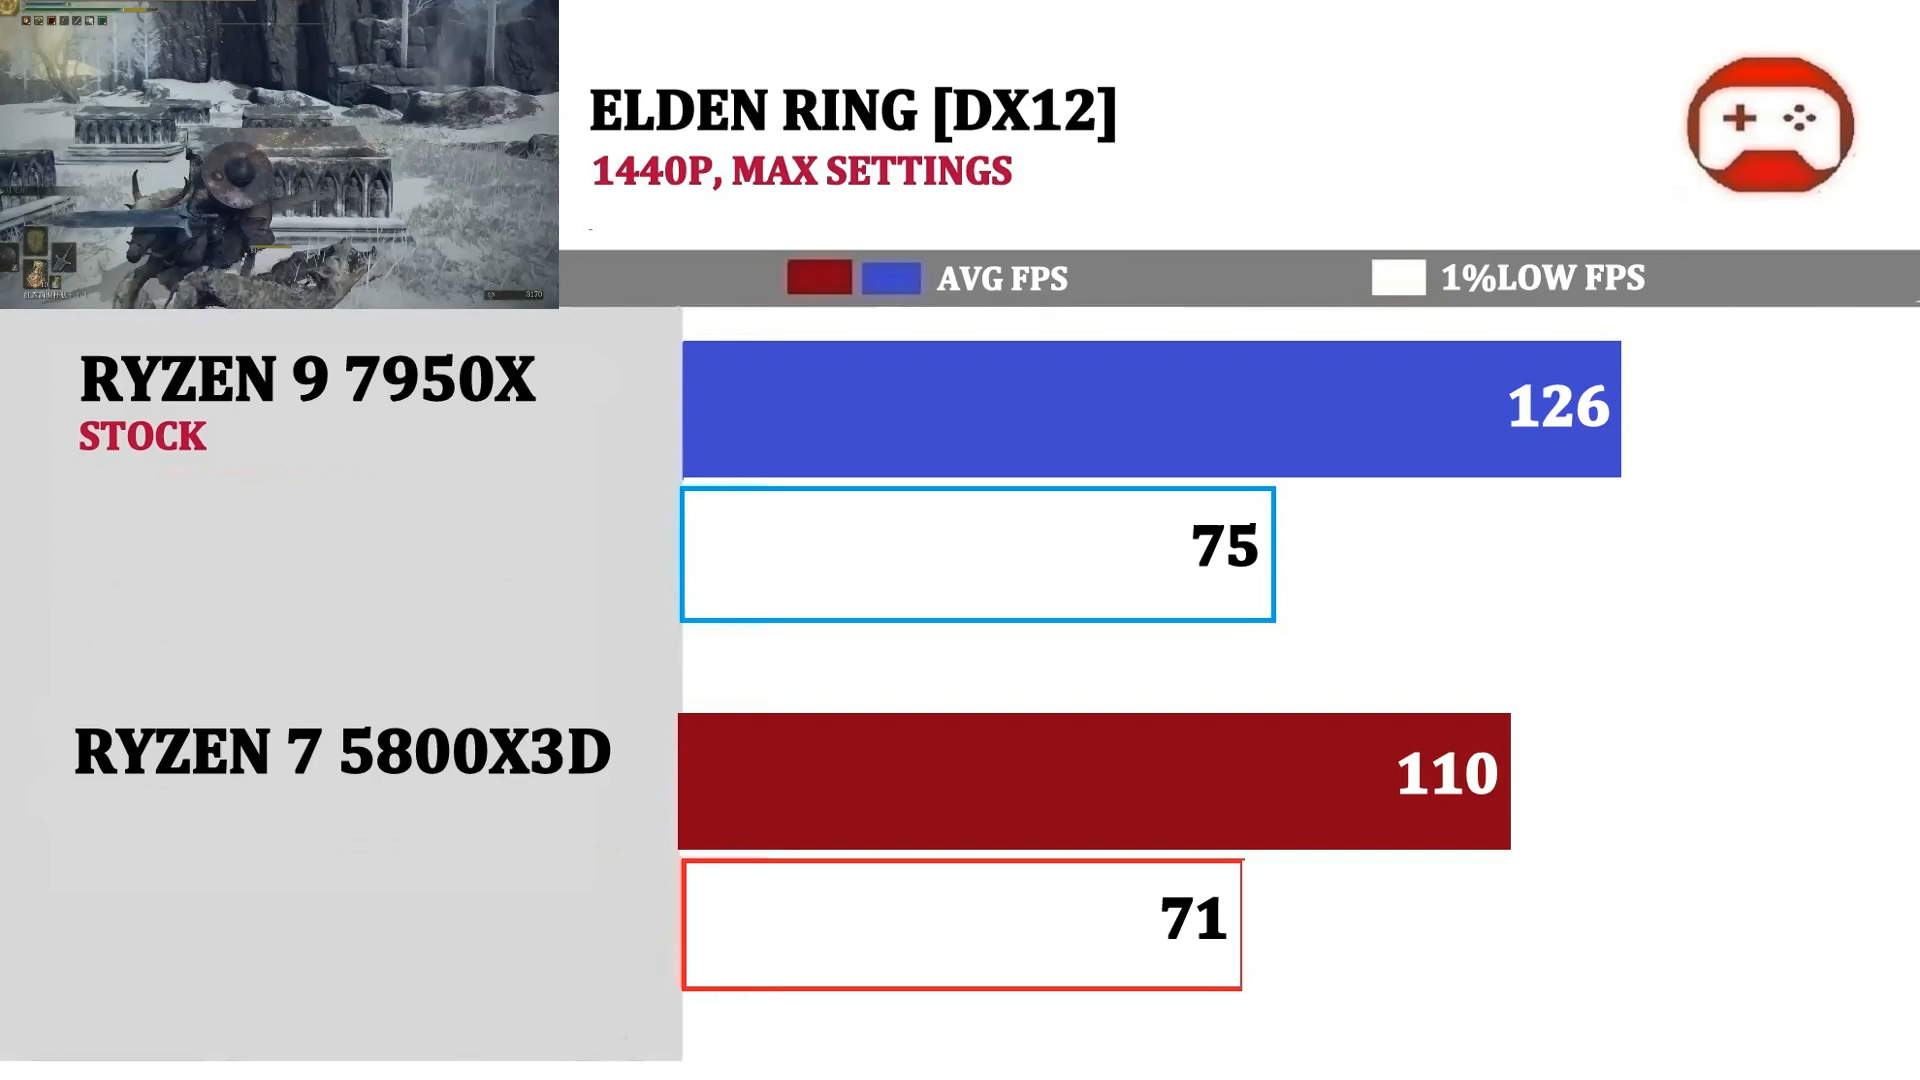 ELDEN RING [DX12]
1440P, MAX SETTINGS
AVG FPS
1%LOW FPS
RYZEN 9 7950X
STOCK
126
75
RYZEN 7 5800X3D
110
71
3170